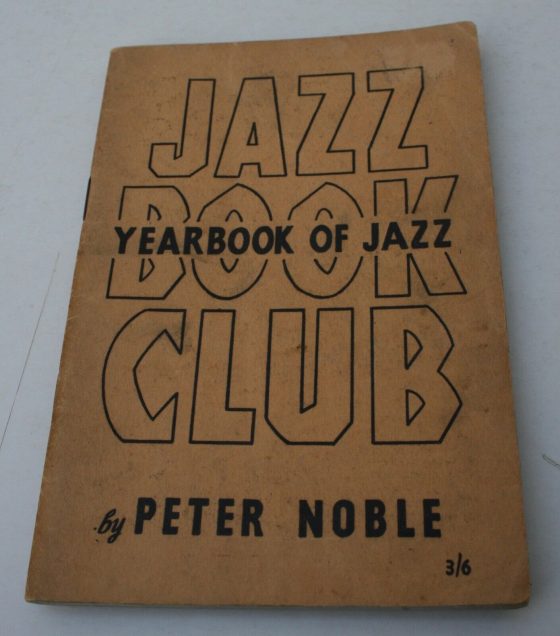 JAZZ
BOOK
YEARBOOK OF JAZZ
CLUB
by PETER NOBLE
3/6